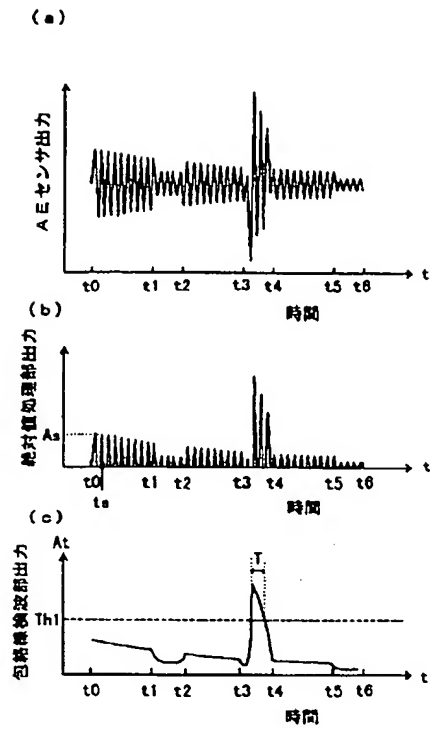 (a)
AEセンサ出力
t0 t1 t2 t3 t4 t5 t6 t
時間
(b)
絶対値処理部出力
As
t0 t1 t2 t3 t4 t5 t6 t
ts
時間
(c)
包絡線検波部出力
At
T
Th1
t0 t1 t2 t3 t4 t5 t6 t
時間